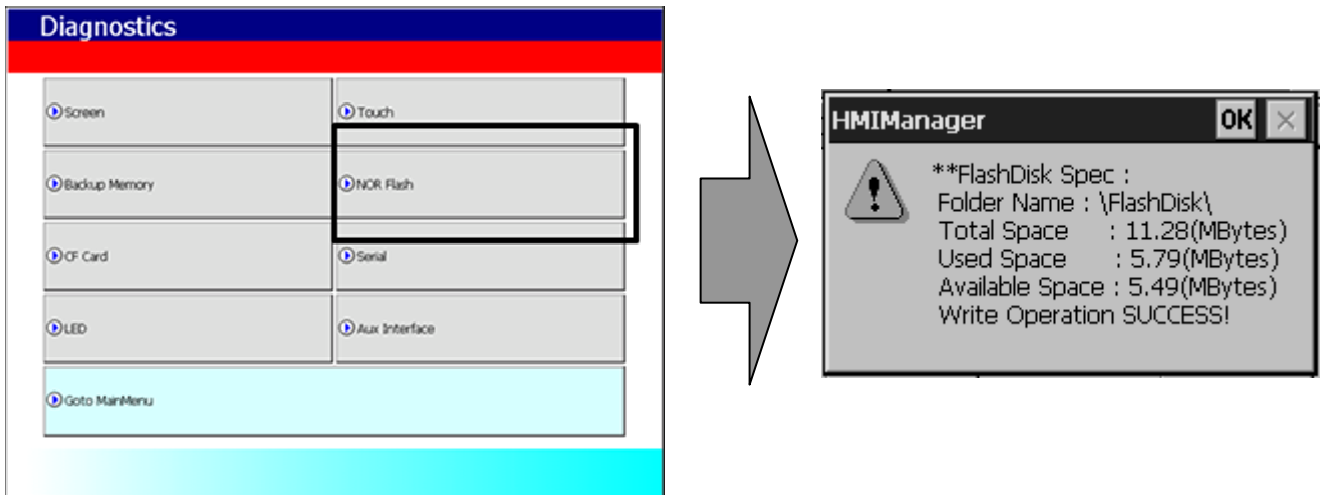 Diagnostics
Screen
Touch
Backup Memory
NOR Flash
CF Card
Serial
LED
Aux Interface
Goto MainMenu
HMIManager OK
**FlashDisk Spec :
Folder Name : \FlashDisk\
Total Space : 11.28(MBytes)
Used Space : 5.79(MBytes)
Available Space : 5.49(MBytes)
Write Operation SUCCESS!